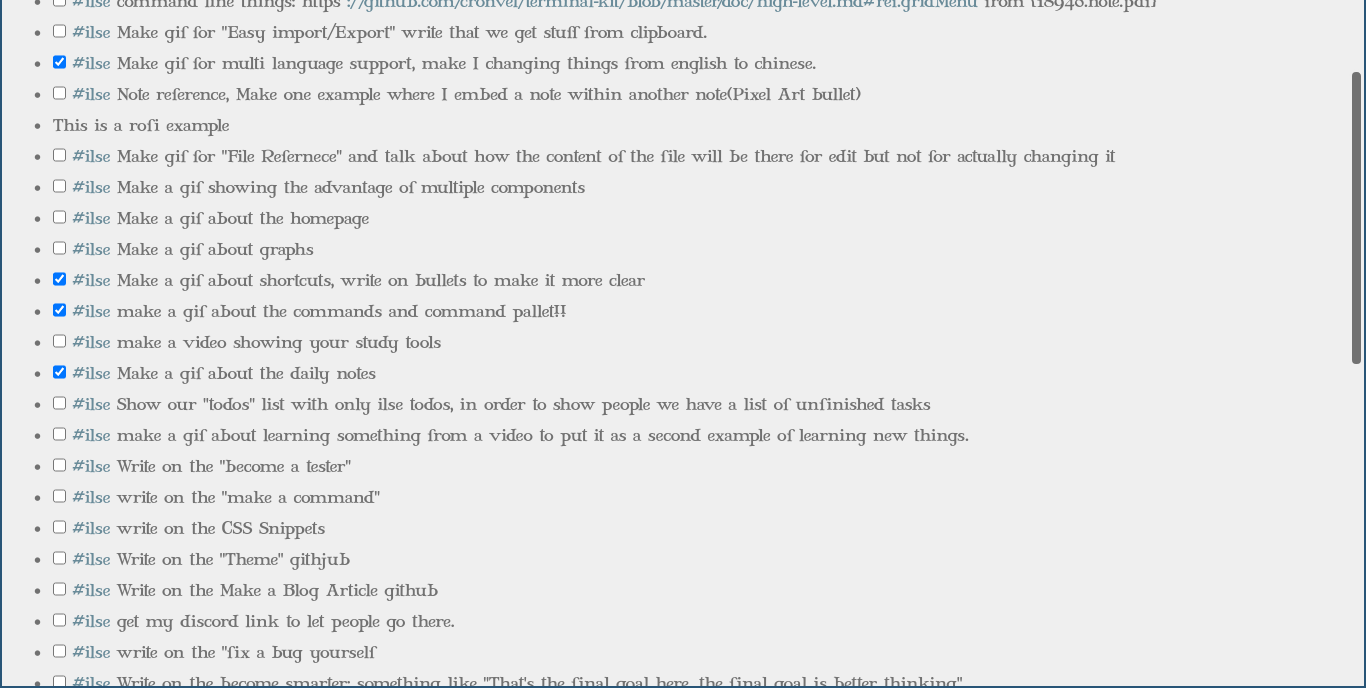 #ilse command line things: https://github.com/cronvel/terminal-kit/blob/master/doc/high-level.md#ref.gridMenu from (18946.note.pdf)
#ilse Make gif for "Easy import/Export" write that we get stuff from clipboard.
#ilse Make gif for multi language support, make I changing things from english to chinese.
#ilse Note reference, Make one example where I embed a note within another note(Pixel Art bullet)
This is a rofi example
#ilse Make gif for "File Refernece" and talk about how the content of the file will be there for edit but not for actually changing it
#ilse Make a gif showing the advantage of multiple components
#ilse Make a gif about the homepage
#ilse Make a gif about graphs
#ilse Make a gif about shortcuts, write on bullets to make it more clear
#ilse make a gif about the commands and command pallet!!
#ilse make a video showing your study tools
#ilse Make a gif about the daily notes
#ilse Show our "todos" list with only ilse todos, in order to show people we have a list of unfinished tasks
#ilse make a gif about learning something from a video to put it as a second example of learning new things.
#ilse Write on the "become a tester"
#ilse write on the "make a command"
#ilse write on the CSS Snippets
#ilse Write on the "Theme" githjub
#ilse Write on the Make a Blog Article github
#ilse get my discord link to let people go there.
#ilse write on the "fix a bug yourself
#ilse Write on the become smarter: something like "That's the final goal here, the final goal is better thinking"